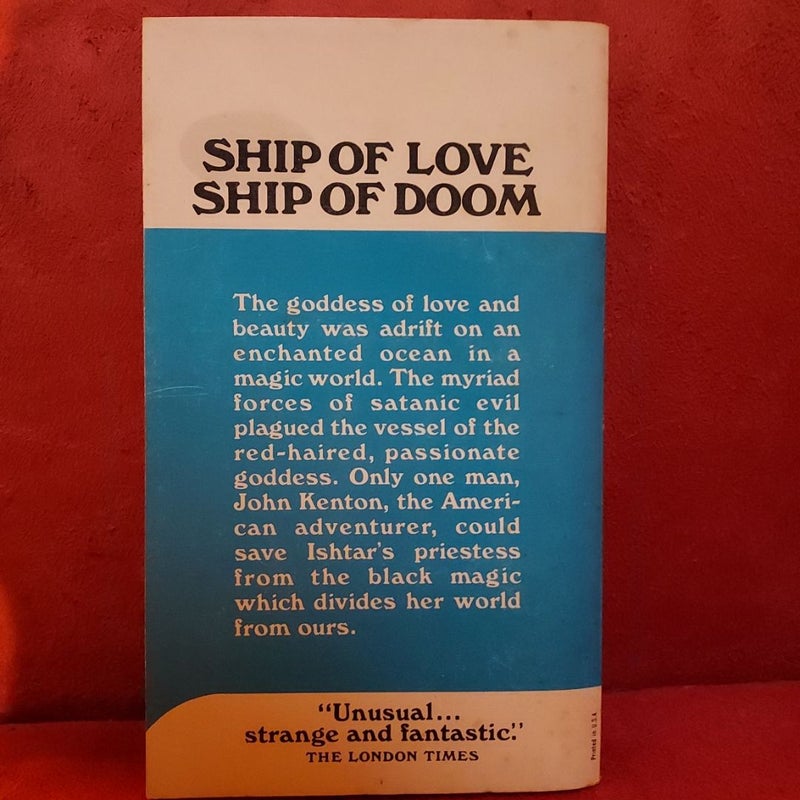 SHIP OF LOVE
SHIP OF DOOM
The goddess of love and
beauty was adrift on an
enchanted ocean in a
magic world. The myriad
forces of satanic evil
plagued the vessel of the
red-haired, passionate
goddess. Only one man,
John Kenton, the Ameri-
can adventurer, could
save Ishtar's priestess
from the black magic
which divides her world
from ours.
"Unusual...
strange and fantastic."
THE LONDON TIMES
Printed in U.S.A